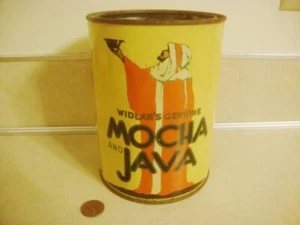 WIDLAR'S GENUINE
MOCHA
AND JAVA